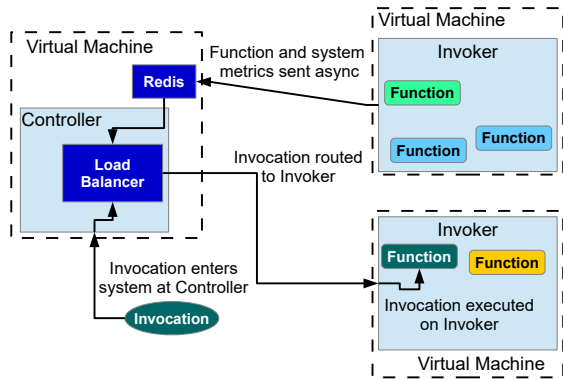 Virtual Machine
Redis
Controller
Load
Balancer
Function and system
metrics sent async
Virtual Machine
Invoker
Function
Function
Function
Invocation routed
to Invoker
Invocation enters
system at Controller
Invocation
Invoker
Function
Function
Invocation executed
on Invoker
Virtual Machine